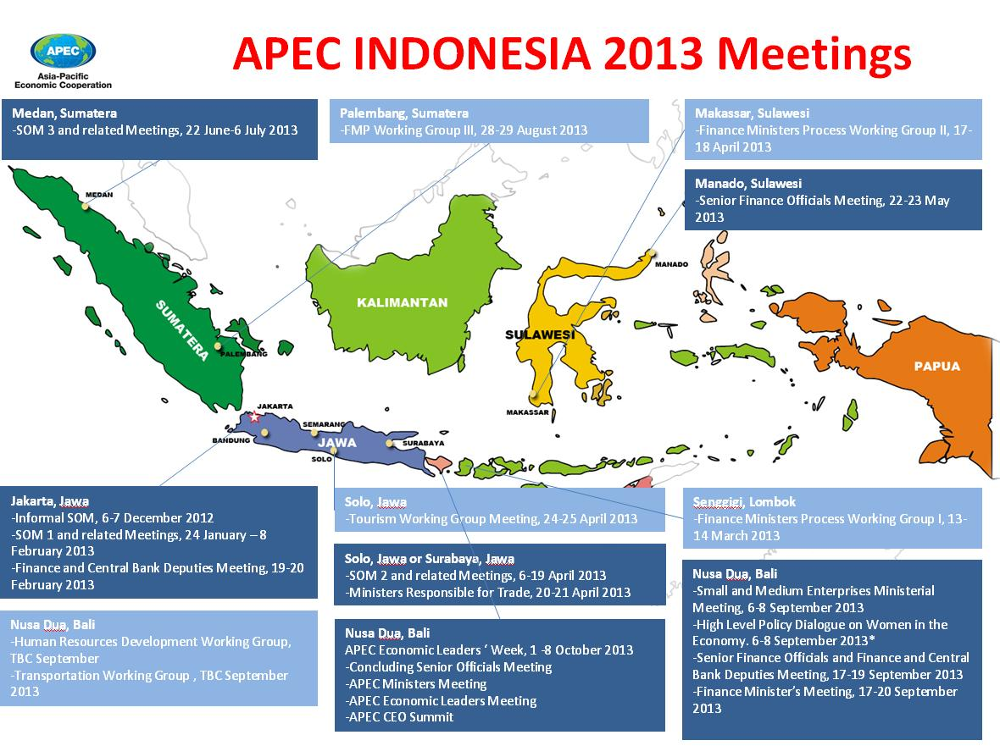 APEC INDONESIA 2013 Meetings
APEC
Asia-Pacific
Economic Cooperation
Medan, Sumatera
-SOM 3 and related Meetings, 22 June-6 July 2013
Palembang, Sumatera
-FMP Working Group III, 28-29 August 2013
Makassar, Sulawesi
-Finance Ministers Process Working Group II, 17-
18 April 2013
Manado, Sulawesi
-Senior Finance Officials Meeting, 22-23 May
2013
MEDAN
MANADO
KALIMANTAN
SUMATERA
SULAWESI
PALEMBANG
PAPUA
MAKASSAR
JAKARTA
SEMARANG
BANDUNG
JAWA
SURABAYA
SOLO
Jakarta, Jawa
-Informal SOM, 6-7 December 2012
-SOM 1 and related Meetings, 24 January – 8
February 2013
-Finance and Central Bank Deputies Meeting, 19-20
February 2013
Solo, Jawa
-Tourism Working Group Meeting, 24-25 April 2013
Senggigi, Lombok
-Finance Ministers Process Working Group I, 13-
14 March 2013
Solo, Jawa or Surabaya, Jawa
-SOM 2 and related Meetings, 6-19 April 2013
-Ministers Responsible for Trade, 20-21 April 2013
Nusa Dua, Bali
-Human Resources Development Working Group,
TBC September
-Transportation Working Group , TBC September
2013
Nusa Dua, Bali
APEC Economic Leaders ‘ Week, 1 -8 October 2013
-Concluding Senior Officials Meeting
-APEC Ministers Meeting
-APEC Economic Leaders Meeting
-APEC CEO Summit
Nusa Dua, Bali
-Small and Medium Enterprises Ministerial
Meeting, 6-8 September 2013
-High Level Policy Dialogue on Women in the
Economy. 6-8 September 2013*
-Senior Finance Officials and Finance and Central
Bank Deputies Meeting, 17-19 September 2013
-Finance Minister’s Meeting, 17-20 September
2013